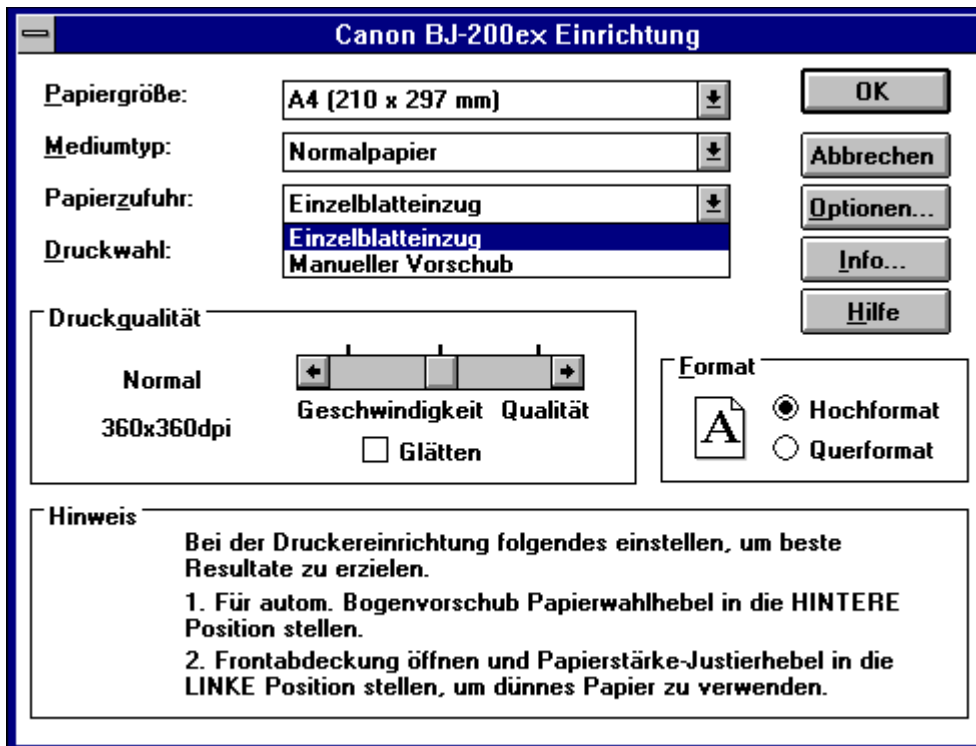 Canon BJ-200ex Einrichtung
Papiergröße:
A4 (210 x 297 mm)
OK
Mediumtyp:
Normalpapier
Abbrechen
Papierzufuhr:
Einzelblatteinzug
Optionen...
Einzelblatteinzug
Manueller Vorschub
Druckwahl:
Info...
Hilfe
Druckqualität
Normal
360x360dpi
Geschwindigkeit Qualität
Glätten
Format
A
Hochformat
Querformat
Hinweis
Bei der Druckereinrichtung folgendes einstellen, um beste
Resultate zu erzielen.
1. Für autom. Bogenvorschub Papierwahlhebel in die HINTERE
Position stellen.
2. Frontabdeckung öffnen und Papierstärke-Justierhebel in die
LINKE Position stellen, um dünnes Papier zu verwenden.